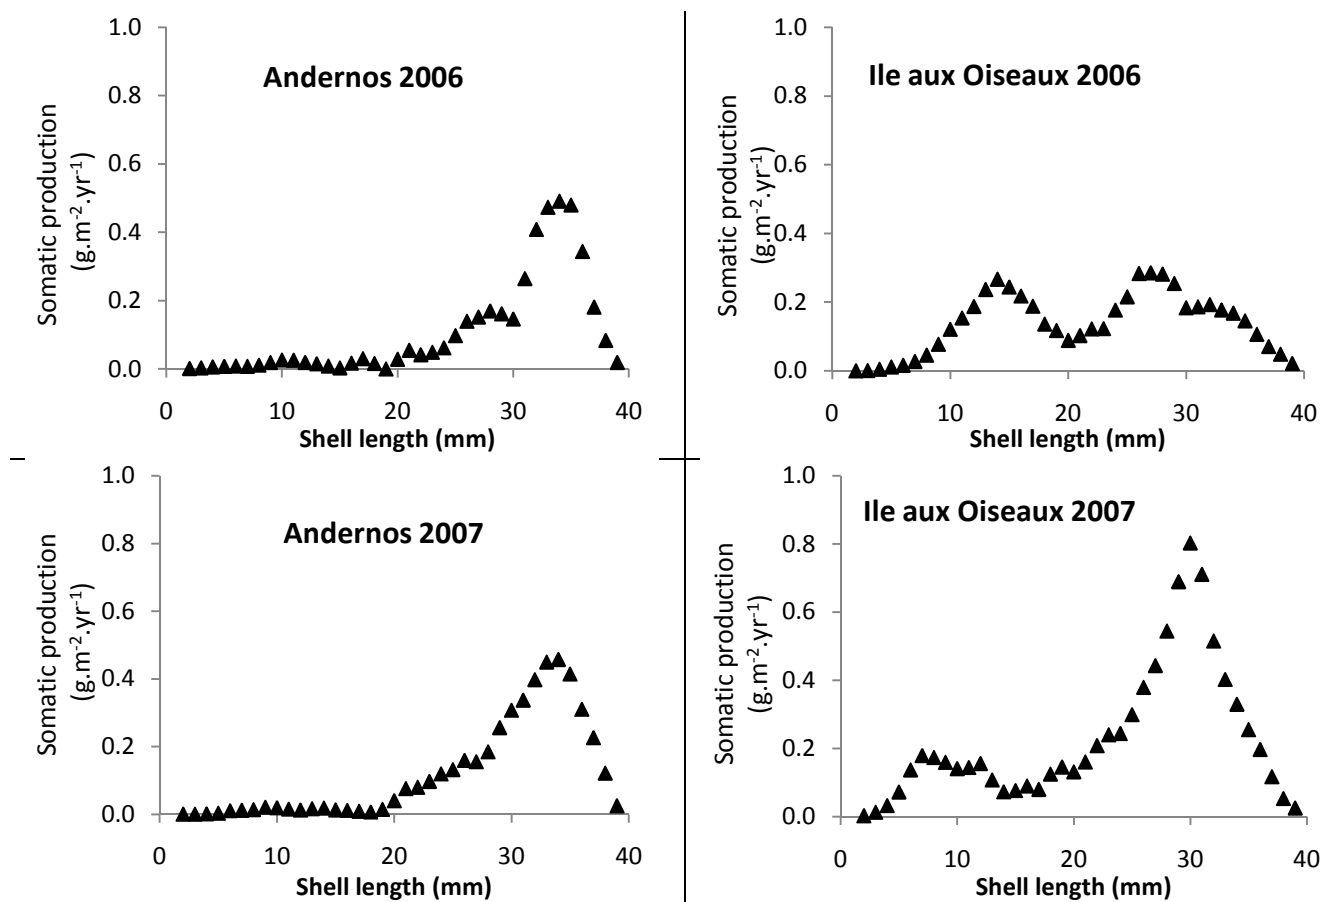 Andernos 2006
Somatic production
(g.m-2.yr-1)
1.0
0.8
0.6
0.4
0.2
0.0
0 10 20 30 40
Shell length (mm)
Ile aux Oiseaux 2006
Somatic production
(g.m-2.yr-1)
1.0
0.8
0.6
0.4
0.2
0.0
0 10 20 30 40
Shell length (mm)
Andernos 2007
Somatic production
(g.m-2.yr-1)
1.0
0.8
0.6
0.4
0.2
0.0
0 10 20 30 40
Shell length (mm)
Ile aux Oiseaux 2007
Somatic production
(g.m-2.yr-1)
1.0
0.8
0.6
0.4
0.2
0.0
0 10 20 30 40
Shell length (mm)